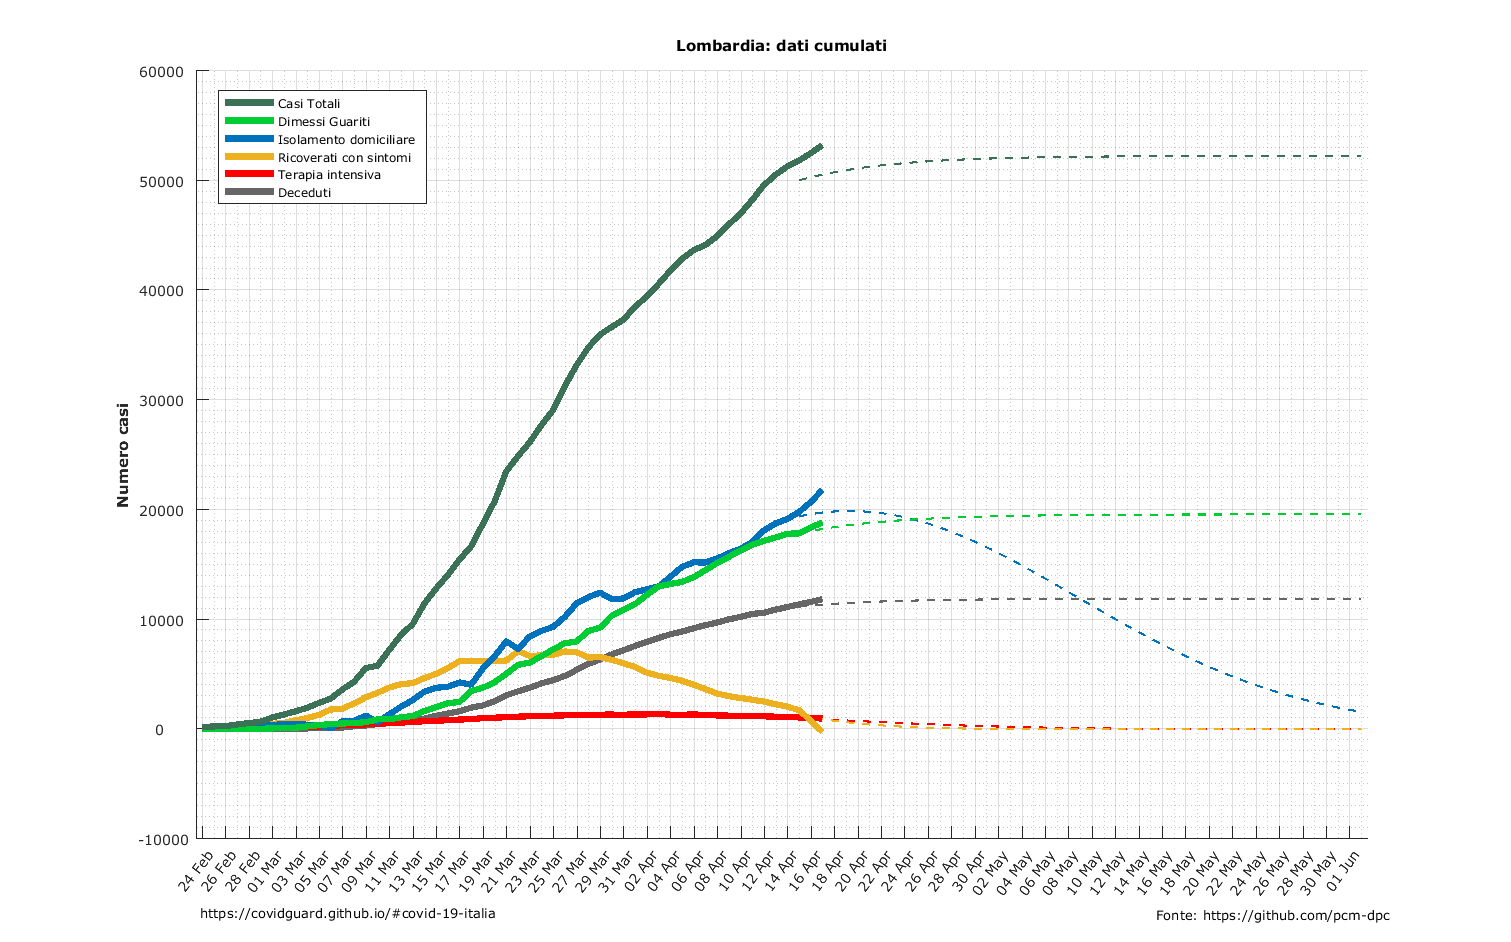 Lombardia: dati cumulati
Numero casi
60000
50000
40000
30000
20000
10000
0
-10000
Casi Totali
Dimessi Guariti
Isolamento domiciliare
Ricoverati con sintomi
Terapia intensiva
Deceduti
24 Feb
26 Feb
28 Feb
01 Mar
03 Mar
05 Mar
07 Mar
09 Mar
11 Mar
13 Mar
15 Mar
17 Mar
19 Mar
21 Mar
23 Mar
25 Mar
27 Mar
29 Mar
31 Mar
02 Apr
04 Apr
06 Apr
08 Apr
10 Apr
12 Apr
14 Apr
16 Apr
18 Apr
20 Apr
22 Apr
24 Apr
26 Apr
28 Apr
30 Apr
02 May
04 May
06 May
08 May
10 May
12 May
14 May
16 May
18 May
20 May
22 May
24 May
26 May
28 May
30 May
01 Jun
https://covidguard.github.io/#covid-19-italia
Fonte: https://github.com/pcm-dpc